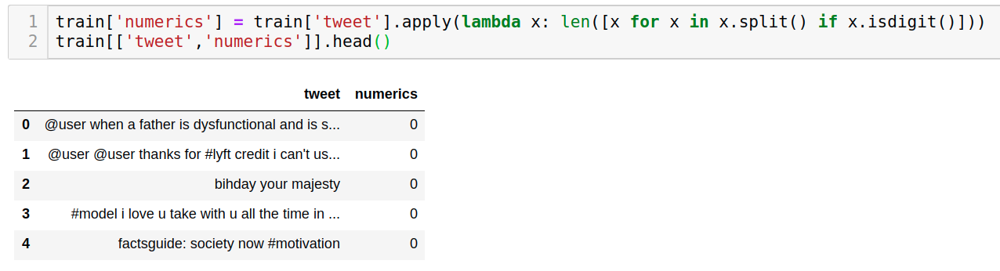 1 train['numerics'] = train['tweet'].apply(lambda x: len([x for x in x.split() if x.isdigit()]))
2 train[['tweet','numerics']].head()
tweet numerics
0 @user when a father is dysfunctional and is s... 0
1 @user @user thanks for #lyft credit i can't us... 0
2 bihday your majesty 0
3 #model i love u take with u all the time in ... 0
4 factsguide: society now #motivation 0